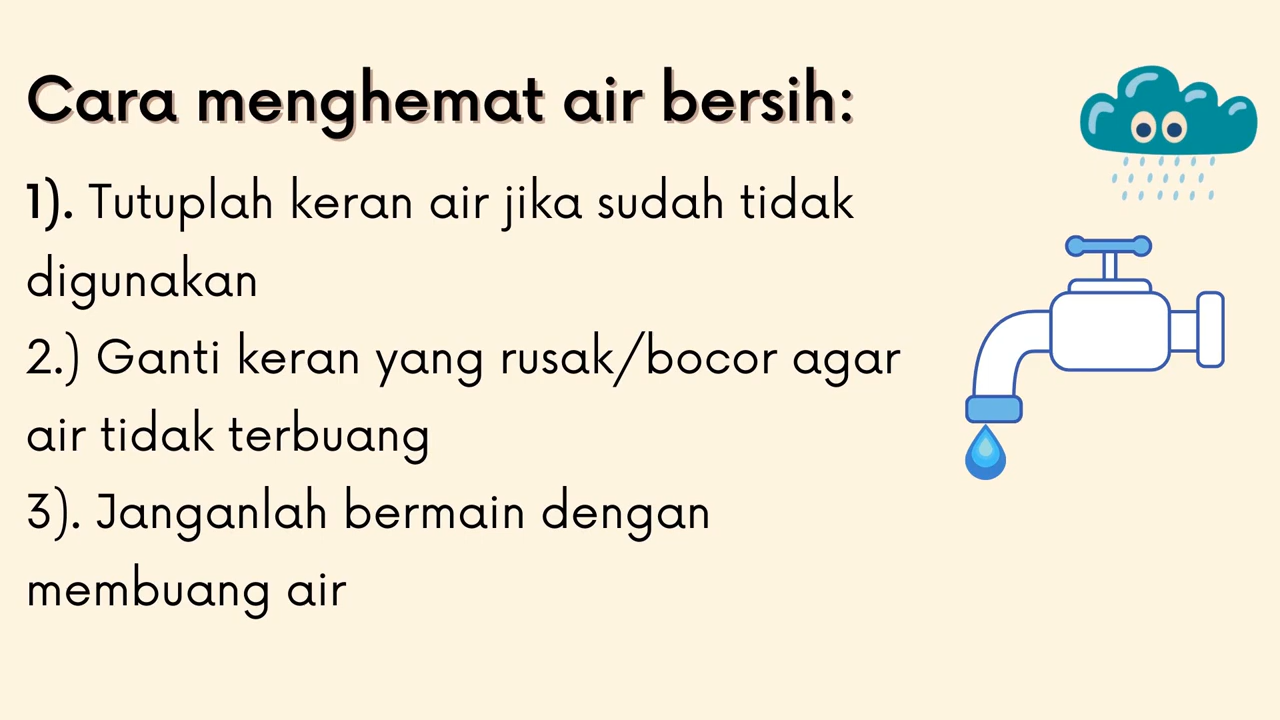 Cara menghemat air bersih:
1). Tutuplah keran air jika sudah tidak
digunakan
2.) Ganti keran yang rusak/bocor agar
air tidak terbuang
3). Janganlah bermain dengan
membuang air